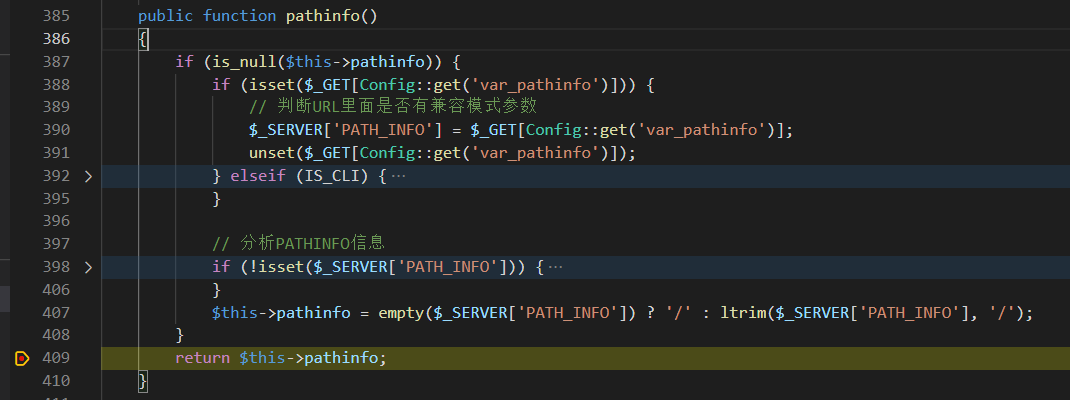 385 public function pathinfo()
386 {
387 if (is_null($this->pathinfo)) {
388 if (isset($_GET[Config::get('var_pathinfo')])) {
389 // 判断URL里面是否有兼容模式参数
390 $_SERVER['PATH_INFO'] = $_GET[Config::get('var_pathinfo')];
391 unset($_GET[Config::get('var_pathinfo')]);
392 } elseif (IS_CLI) {…
395 }
396
397 // 分析PATHINFO信息
398 if (!isset($_SERVER['PATH_INFO'])) {…
406 }
407 $this->pathinfo = empty($_SERVER['PATH_INFO']) ? '/' : ltrim($_SERVER['PATH_INFO'], '/');
408 }
409 return $this->pathinfo;
410 }